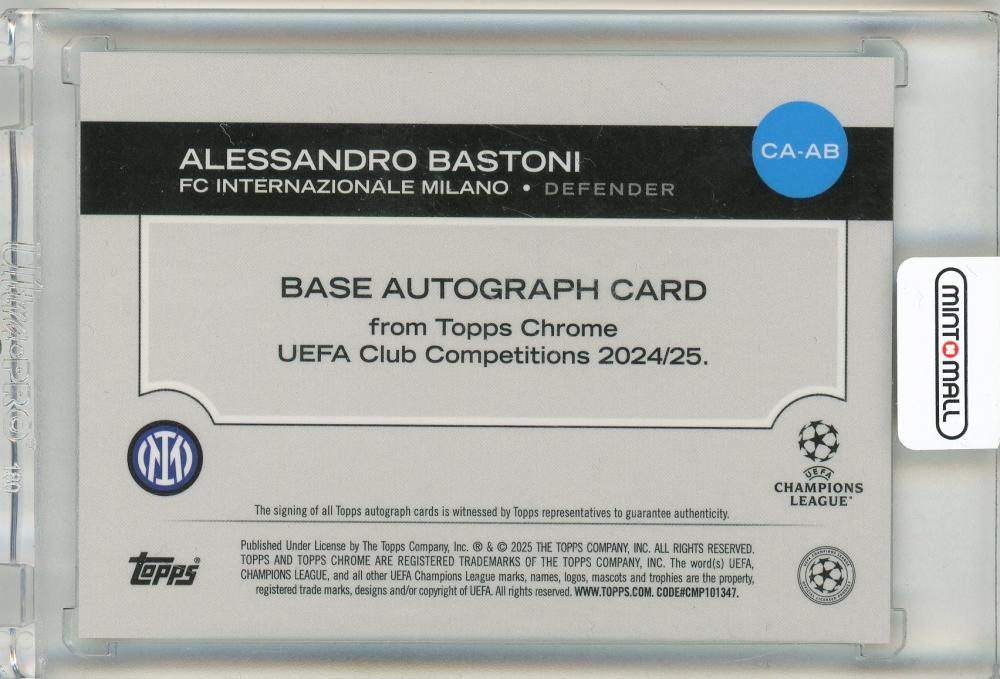 CA-AB
ALESSANDRO BASTONI
FC INTERNAZIONALE MILANO • DEFENDER
BASE AUTOGRAPH CARD
from Topps Chrome
UEFA Club Competitions 2024/25.
UEFA
CHAMPIONS
LEAGUE®
The signing of all Topps autograph cards is witnessed by Topps representatives to guarantee authenticity.
topps®
Published Under License by The Topps Company, Inc. ® & © 2025 THE TOPPS COMPANY, INC. ALL RIGHTS RESERVED.
TOPPS AND TOPPS CHROME ARE REGISTERED TRADEMARKS OF THE TOPPS COMPANY, INC. The word(s) UEFA,
CHAMPIONS LEAGUE, and all other UEFA Champions League marks, names, logos, mascots and trophies are the property,
registered trade marks, designs and/or copyright of UEFA. All rights reserved. WWW.TOPPS.COM. CODE#CMP101347.
MINT MALL
Ultra PRO®
180